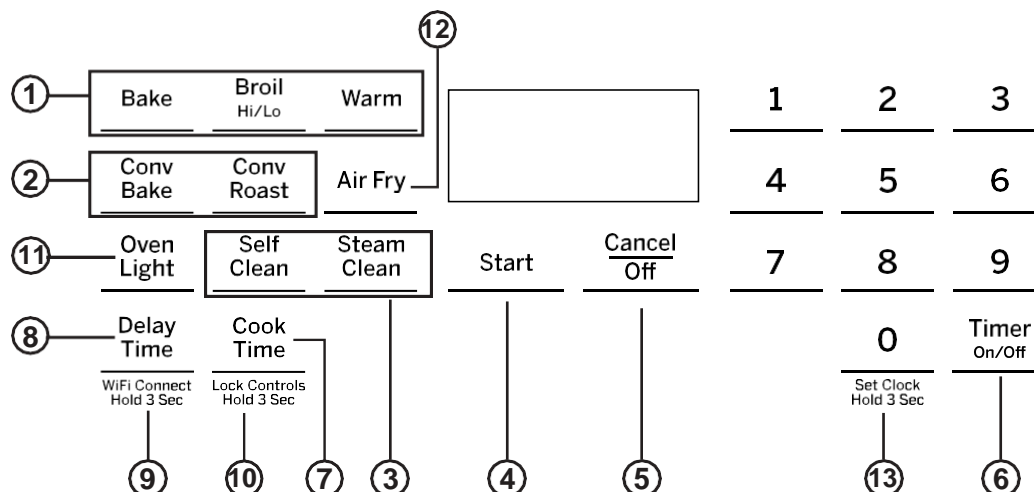 12
1
Bake
Broil
Hi/Lo
Warm
1
2
3
2
Conv
Bake
Conv
Roast
Air Fry
4
5
6
11
Oven
Light
Self
Clean
Steam
Clean
Start
Cancel
Off
7
8
9
8
Delay
Time
Cook
Time
0
Timer
On/Off
WiFi Connect
Hold 3 Sec
Lock Controls
Hold 3 Sec
Set Clock
Hold 3 Sec
9
10
7
3
4
5
13
6